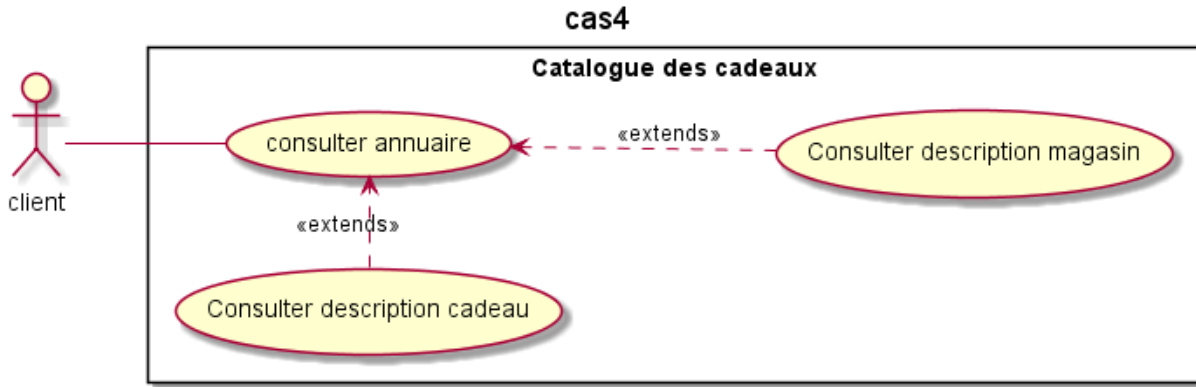 cas4
Catalogue des cadeaux
consulter annuaire
«extends»
Consulter description magasin
client
«extends»
Consulter description cadeau